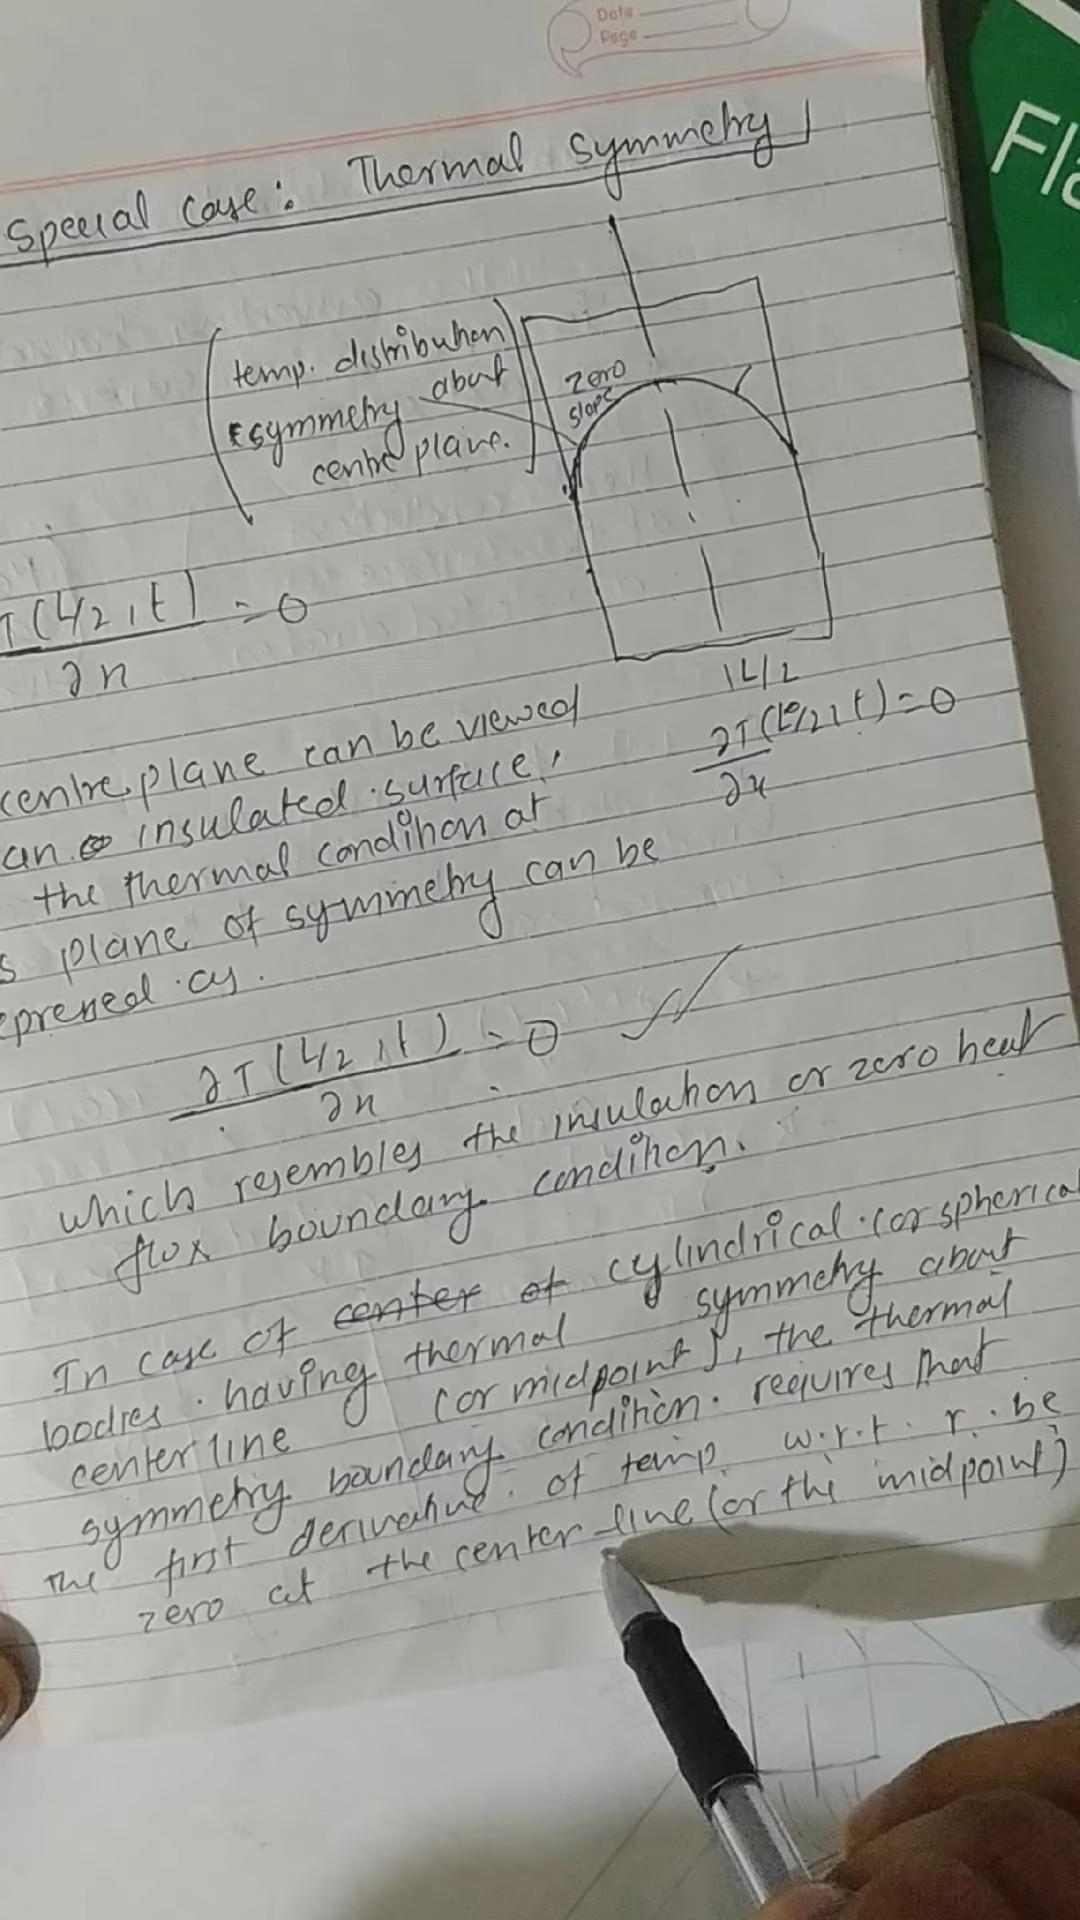 Date
Page
Fla
Special Case: Thermal Symmetry
temp. distribution
symmetry about
centre plane.
zero
slope
T(L/2, t) = 0
∂x
L/2
∂T(L/2, t) = 0
∂x
centre plane can be viewed
an insulated surface,
the thermal condition at
s plane of symmetry can be
epressed as.
∂T(L/2, t) = 0
∂x
which resembles the insulation or zero heat
flux boundary condition.
In case of center of cylindrical (or spherical
bodies having thermal symmetry about
center line (or midpoint), the thermal
symmetry boundary condition requires that
The first derivative of temp. w.r.t. r. be
zero at the center line (or the midpoint)